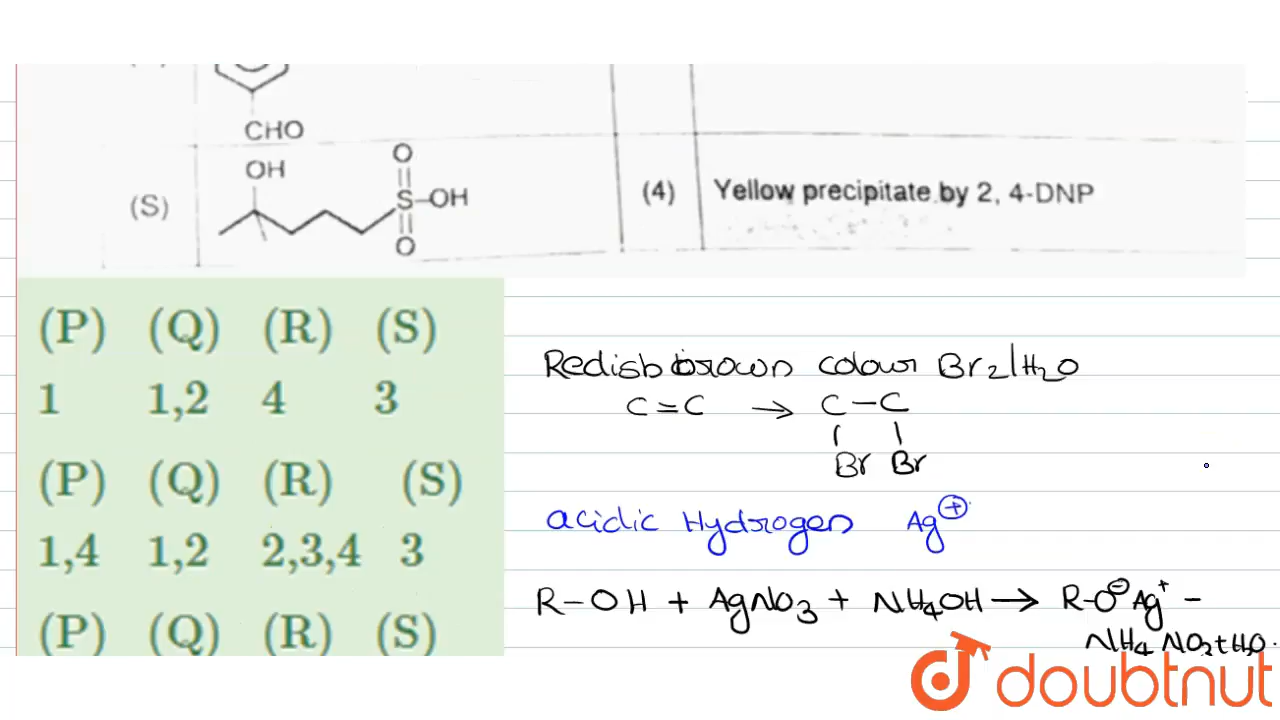 CHO
OH
O
(S)
S-OH
O
(4) Yellow precipitate by 2, 4-DNP
(P) (Q) (R) (S)
1 1,2 4 3
(P) (Q) (R) (S)
1,4 1,2 2,3,4 3
(P) (Q) (R) (S)
Redish brown colour Br2/H2O
C=C → C-C
Br Br
acidic Hydrogen Ag⊕
R-OH + AgNO3 + NH4OH → R-O⊖Ag+ -
NH4 NO3+H2O.
doubtnut